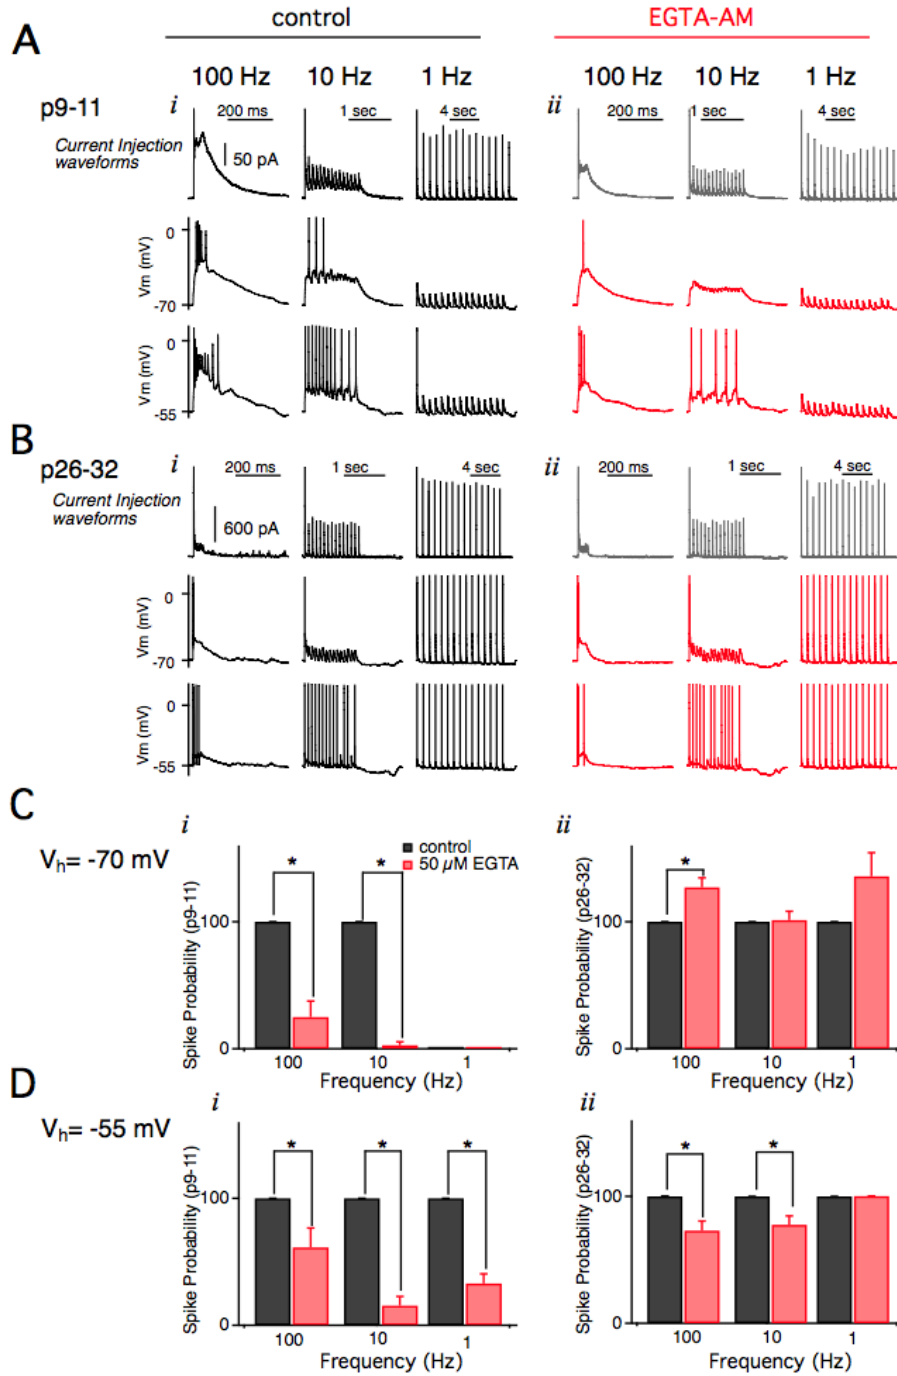 control EGTA-AM
A
100 Hz 10 Hz 1 Hz 100 Hz 10 Hz 1 Hz
p9-11 i 200 ms 1 sec 4 sec ii 200 ms 1 sec 4 sec
Current Injection
waveforms
50 pA
0
Vm (mV)
-70
0
Vm (mV)
-55
B
p26-32 i 200 ms 1 sec 4 sec ii 200 ms 1 sec 4 sec
Current Injection
waveforms
600 pA
0
Vm (mV)
-70
0
Vm (mV)
-55
C
i ii
Vh= -70 mV
control
50 µM EGTA
* * *
Spike Probability (p9-11) Spike Probability (p26-32)
100 100
0 0
100 10 1 100 10 1
Frequency (Hz) Frequency (Hz)
D
i ii
Vh= -55 mV
* * * * *
Spike Probability (p9-11) Spike Probability (p26-32)
100 100
0 0
100 10 1 100 10 1
Frequency (Hz) Frequency (Hz)